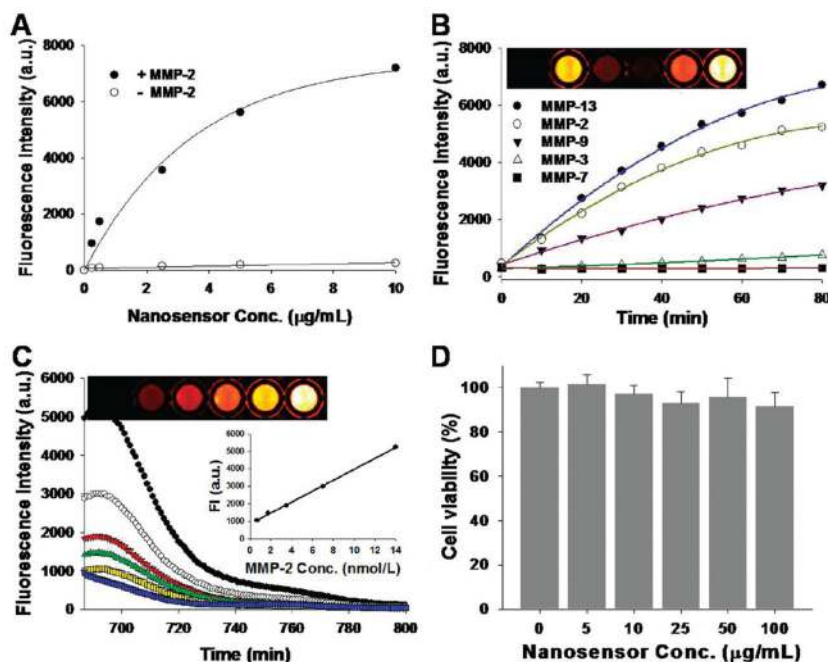 A
Fluorescence Intensity (a.u.)
8000
6000
4000
2000
0
+ MMP-2
- MMP-2
0
2
4
6
8
10
Nanosensor Conc. (μg/mL)
B
Fluorescence Intensity (a.u.)
8000
6000
4000
2000
0
MMP-13
MMP-2
MMP-9
MMP-3
MMP-7
0
20
40
60
80
Time (min)
C
Fluorescence Intensity (a.u.)
6000
5000
4000
3000
2000
1000
0
FI (a.u.)
6000
5000
4000
3000
2000
1000
0
0
2
4
6
8
10
12
14
MMP-2 Conc. (nmol/L)
700
720
740
760
780
800
Time (min)
D
Cell viability (%)
120
100
80
60
40
20
0
0
5
10
25
50
100
Nanosensor Conc. (μg/mL)